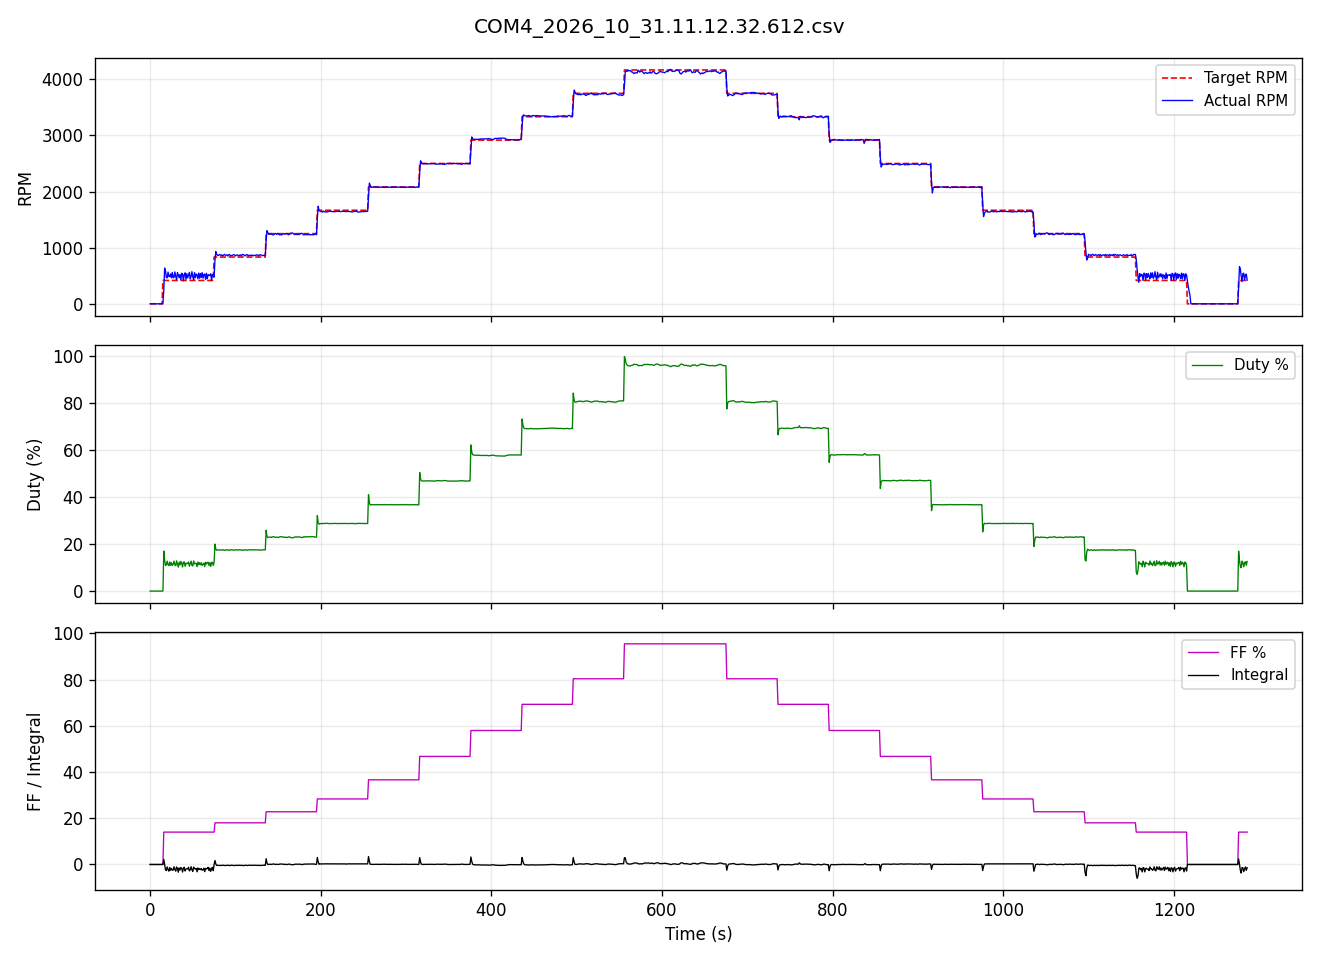 COM4_2026_10_31.11.12.32.612.csv
4000
3000
2000
1000
0
RPM
Target RPM
Actual RPM
100
80
60
40
20
0
Duty (%)
Duty %
100
80
60
40
20
0
FF / Integral
FF %
Integral
0 200 400 600 800 1000 1200
Time (s)